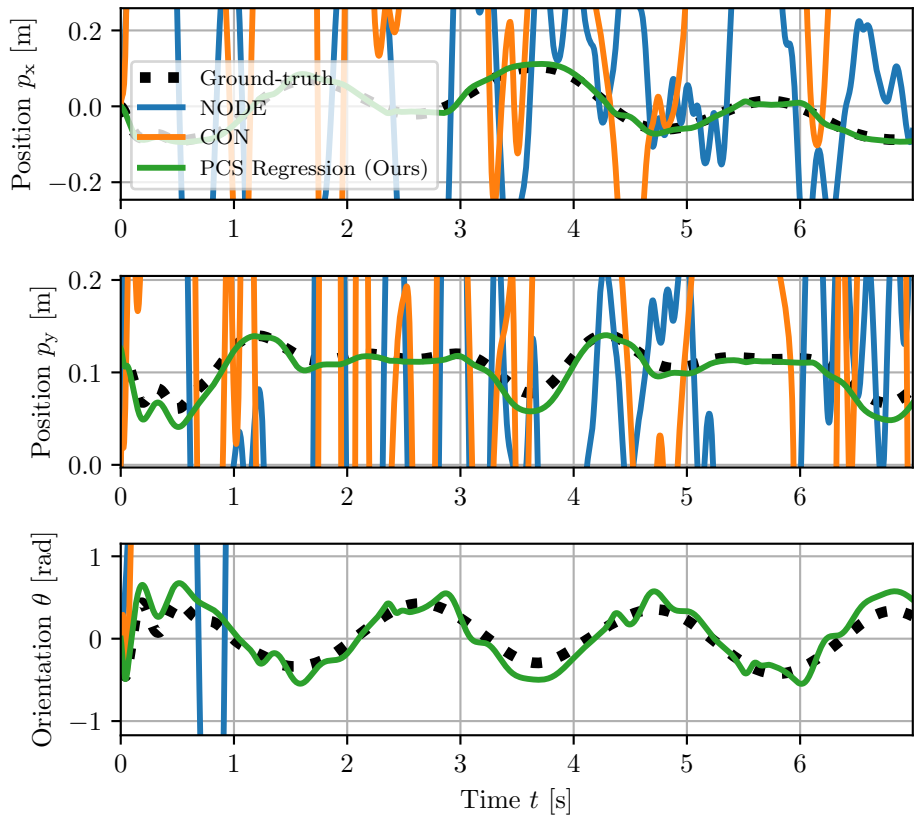 Position pₓ [m]
0.2
0.0
−0.2
Ground-truth
NODE
CON
PCS Regression (Ours)
0 1 2 3 4 5 6
Position p_y [m]
0.2
0.1
0.0
0 1 2 3 4 5 6
Orientation θ [rad]
1
0
−1
0 1 2 3 4 5 6
Time t [s]